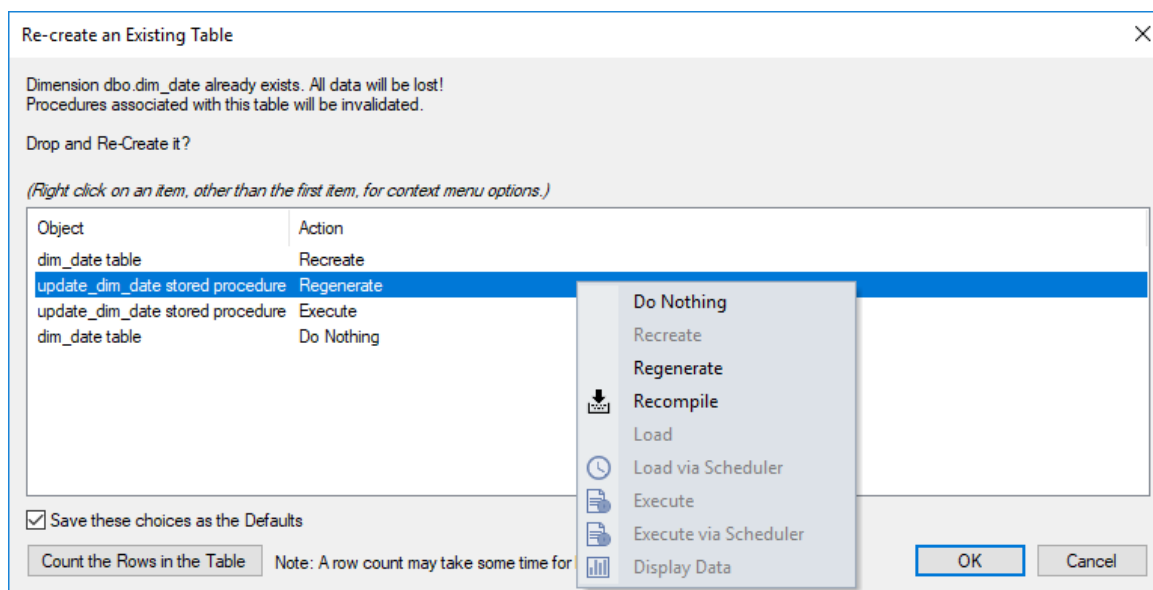 Re-create an Existing Table
Dimension dbo.dim_date already exists. All data will be lost!
Procedures associated with this table will be invalidated.
Drop and Re-Create it?
(Right click on an item, other than the first item, for context menu options.)
Object Action
dim_date table Recreate
update_dim_date stored procedure Regenerate
update_dim_date stored procedure Execute
dim_date table Do Nothing
Do Nothing
Recreate
Regenerate
Recompile
Load
Load via Scheduler
Execute
Execute via Scheduler
Display Data
Save these choices as the Defaults
Count the Rows in the Table Note: A row count may take some time for
OK Cancel